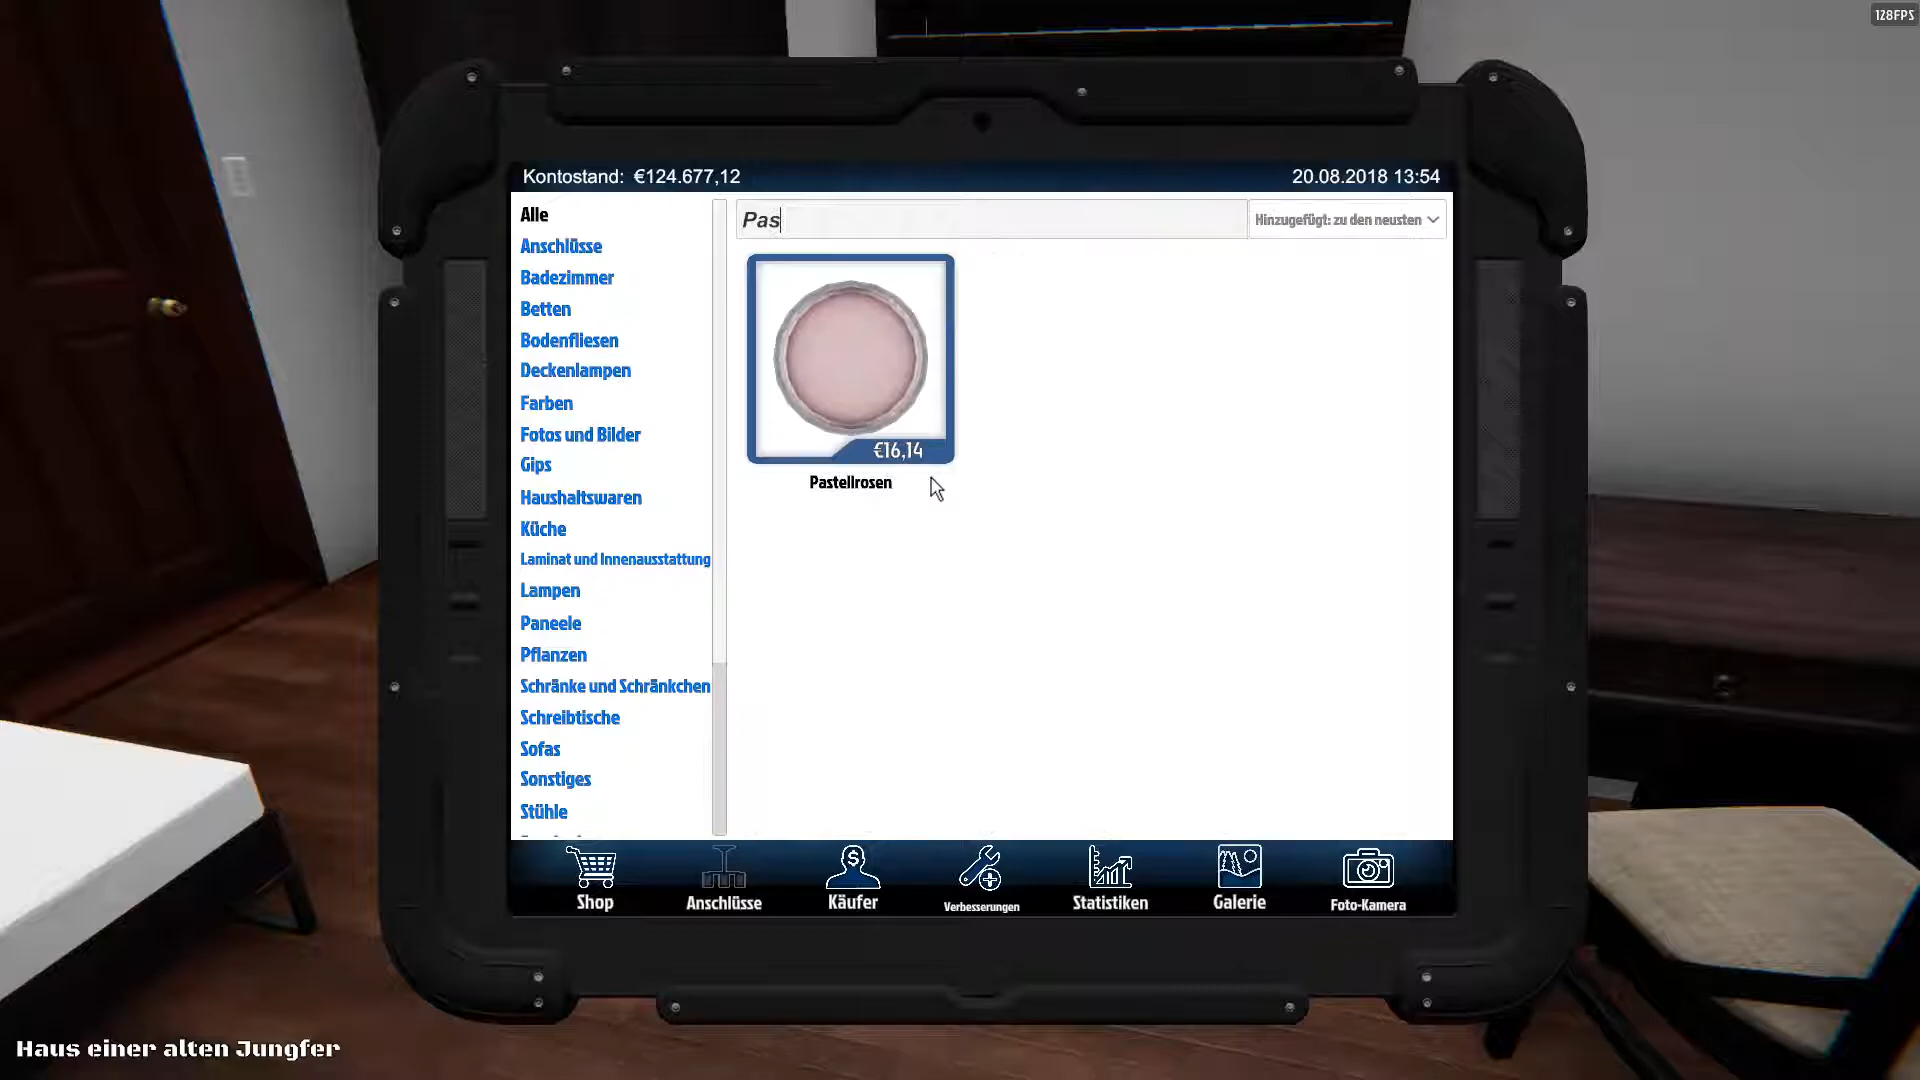 128FPS
Kontostand: €124.677,12
20.08.2018 13:54
Alle
Anschlüsse
Badezimmer
Betten
Bodenfliesen
Deckenlampen
Farben
Fotos und Bilder
Gips
Haushaltswaren
Küche
Laminat und Innenausstattung
Lampen
Paneele
Pflanzen
Schränke und Schränkchen
Schreibtische
Sofas
Sonstiges
Stühle
Pas
Hinzugefügt: zu den neusten
€16,14
Pastellrosen
Shop
Anschlüsse
Käufer
Verbesserungen
Statistiken
Galerie
Foto-Kamera
Haus einer alten Jungfer